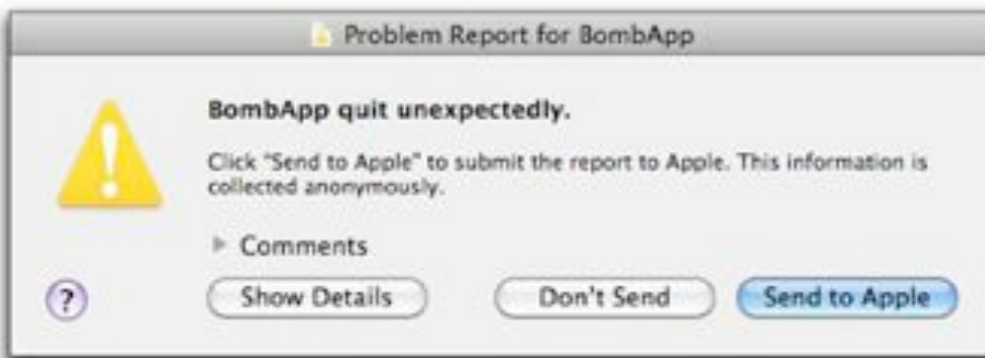 Problem Report for BombApp
BombApp quit unexpectedly.
Click "Send to Apple" to submit the report to Apple. This information is
collected anonymously.
Comments
? Show Details Don't Send Send to Apple